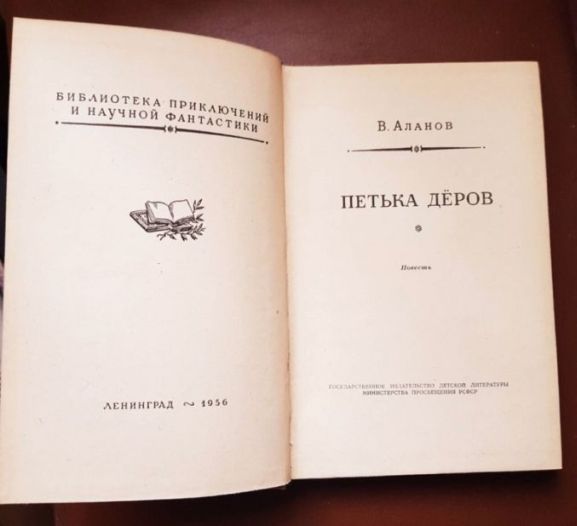 БИБЛИОТЕКА ПРИКЛЮЧЕНИЙ
И НАУЧНОЙ ФАНТАСТИКИ
ЛЕНИНГРАД ~ 1956
В. АЛАНОВ
ПЕТЬКА ДЁРОВ
Повесть
ГОСУДАРСТВЕННОЕ ИЗДАТЕЛЬСТВО ДЕТСКОЙ ЛИТЕРАТУРЫ
МИНИСТЕРСТВА ПРОСВЕЩЕНИЯ РСФСР